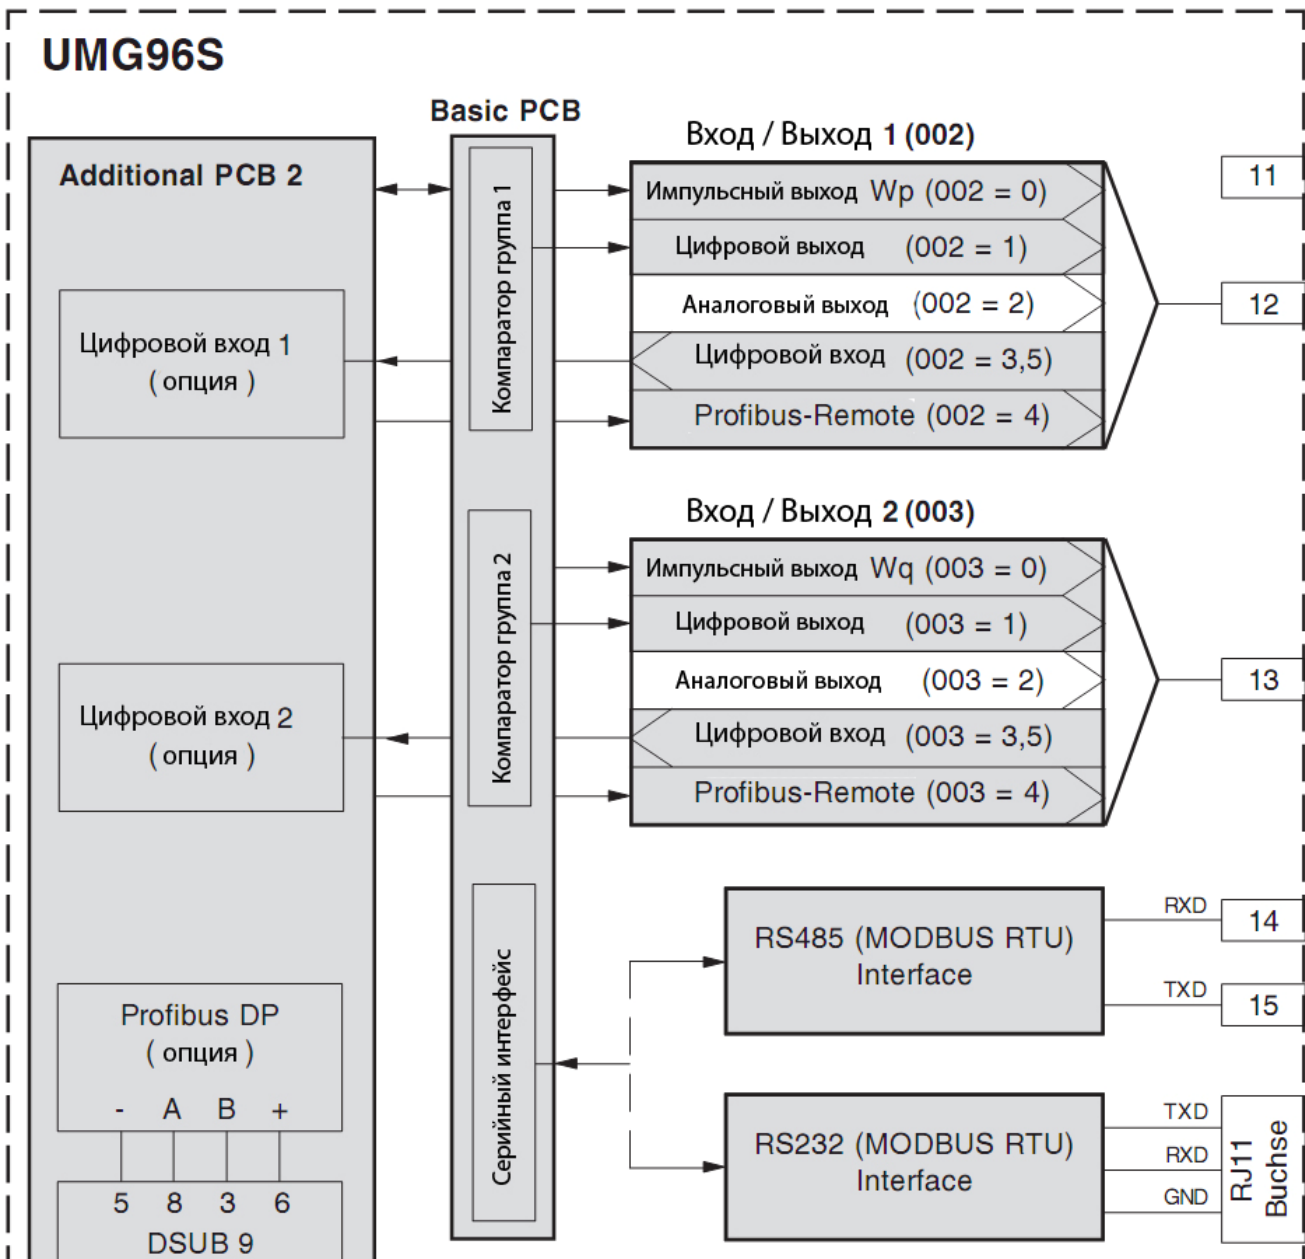 UMG96S
Basic PCB
Additional PCB 2
Цифровой вход 1
( опция )
Цифровой вход 2
( опция )
Profibus DP
( опция )
- A B +
5 8 3 6
DSUB 9
Компаратор группа 1
Компаратор группа 2
Серийный интерфейс
Вход / Выход 1 (002)
Импульсный выход Wp (002 = 0)
Цифровой выход (002 = 1)
Аналоговый выход (002 = 2)
Цифровой вход (002 = 3,5)
Profibus-Remote (002 = 4)
11
12
Вход / Выход 2 (003)
Импульсный выход Wq (003 = 0)
Цифровой выход (003 = 1)
Аналоговый выход (003 = 2)
Цифровой вход (003 = 3,5)
Profibus-Remote (003 = 4)
13
RS485 (MODBUS RTU)
Interface
RXD 14
TXD 15
RS232 (MODBUS RTU)
Interface
TXD
RXD
GND
RJ11
Buchse